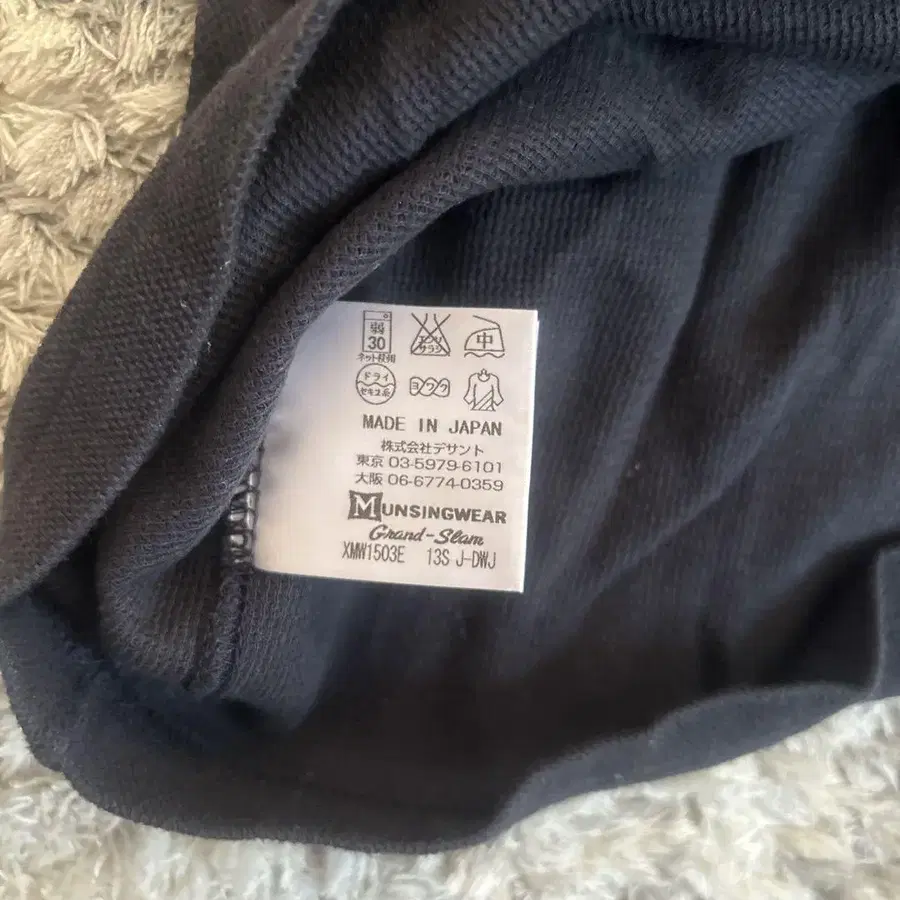 弱 30 エンソ サラシ 中
ネット使用
ドライ セキユ系 ヨワク
MADE IN JAPAN
株式会社デサント
東京 03-5979-6101
大阪 06-6774-0359
MUNSINGWEAR
Grand-Slam
XMW1503E 13S J-DWJ